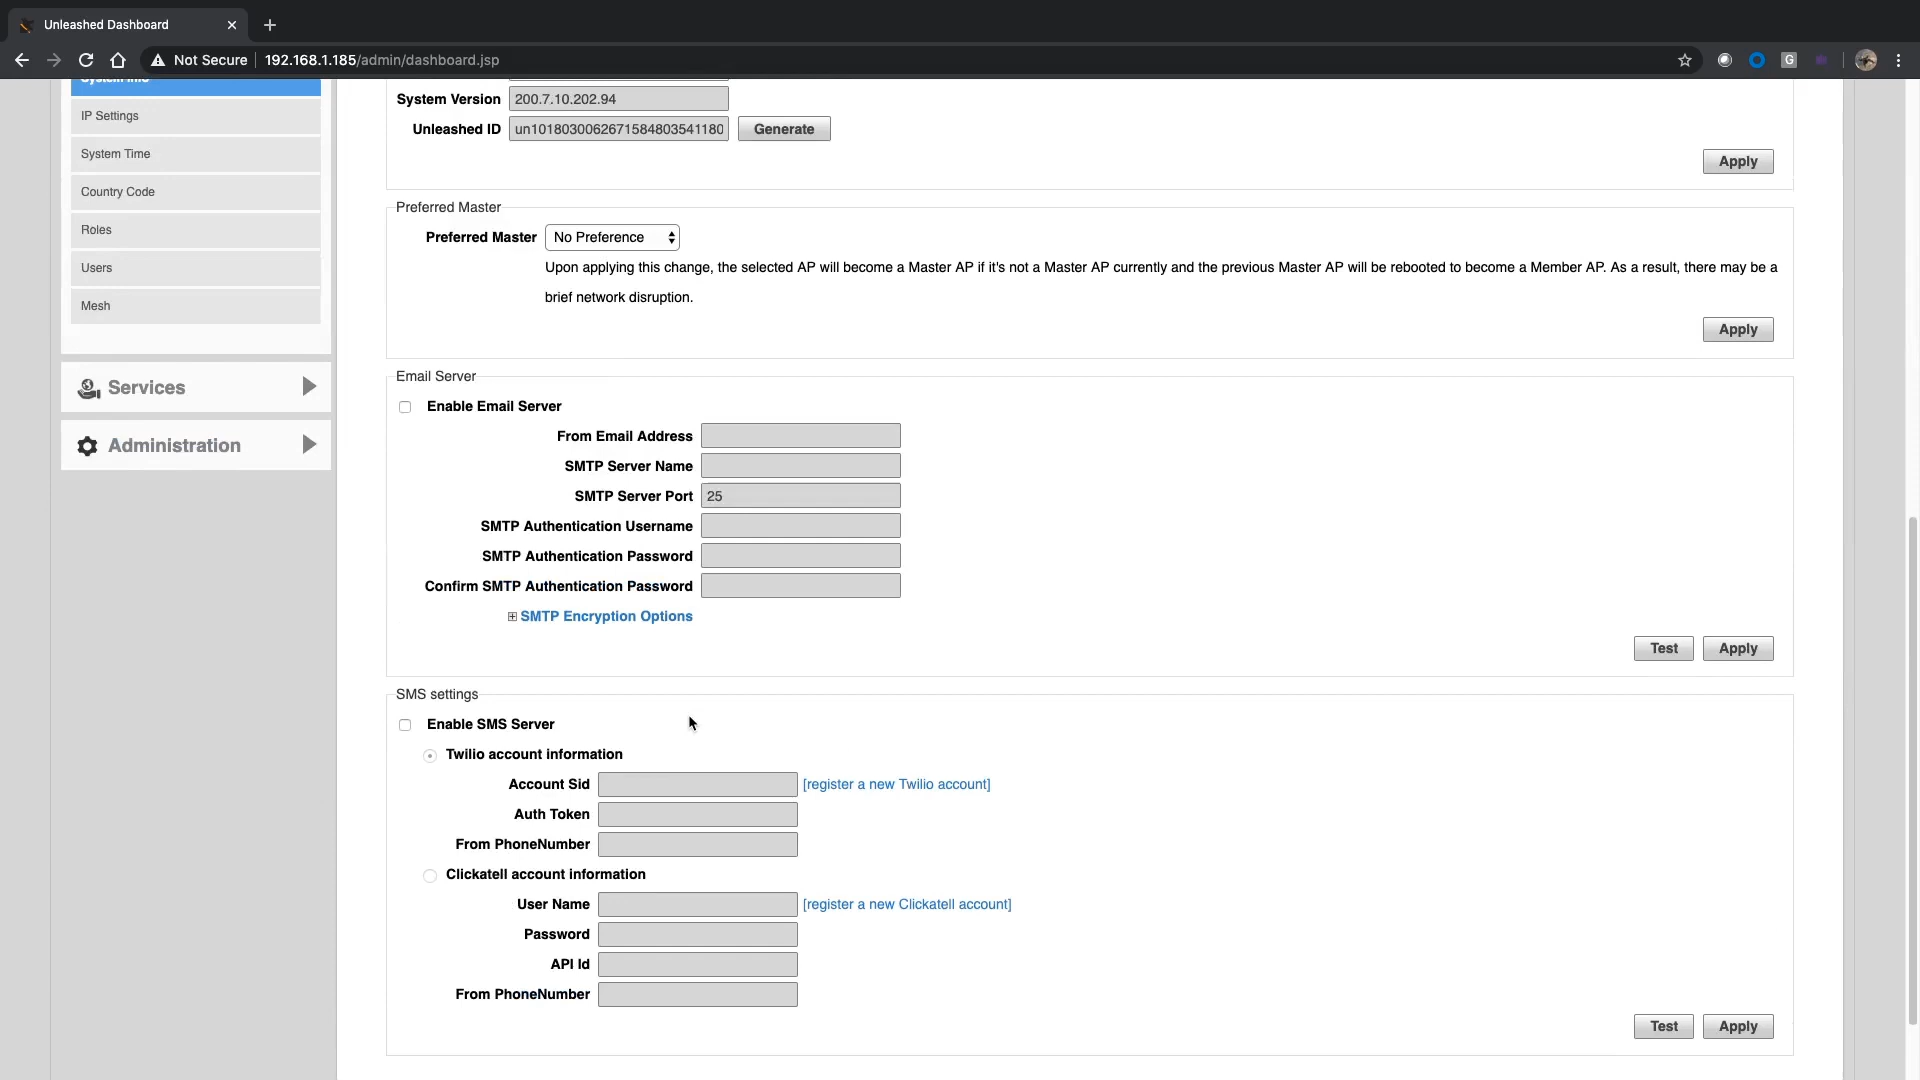 Unleashed Dashboard
Not Secure
192.168.1.185/admin/dashboard.jsp
G
System Info
IP Settings
System Time
Country Code
Roles
Users
Mesh
Services
Administration
System Version 200.7.10.202.94
Unleashed ID un1018030062671584803541180 Generate
Apply
Preferred Master
Preferred Master No Preference
Upon applying this change, the selected AP will become a Master AP if it's not a Master AP currently and the previous Master AP will be rebooted to become a Member AP. As a result, there may be a
brief network disruption.
Apply
Email Server
Enable Email Server
From Email Address
SMTP Server Name
SMTP Server Port 25
SMTP Authentication Username
SMTP Authentication Password
Confirm SMTP Authentication Password
SMTP Encryption Options
Test Apply
SMS settings
Enable SMS Server
Twilio account information
Account Sid [register a new Twilio account]
Auth Token
From PhoneNumber
Clickatell account information
User Name [register a new Clickatell account]
Password
API Id
From PhoneNumber
Test Apply